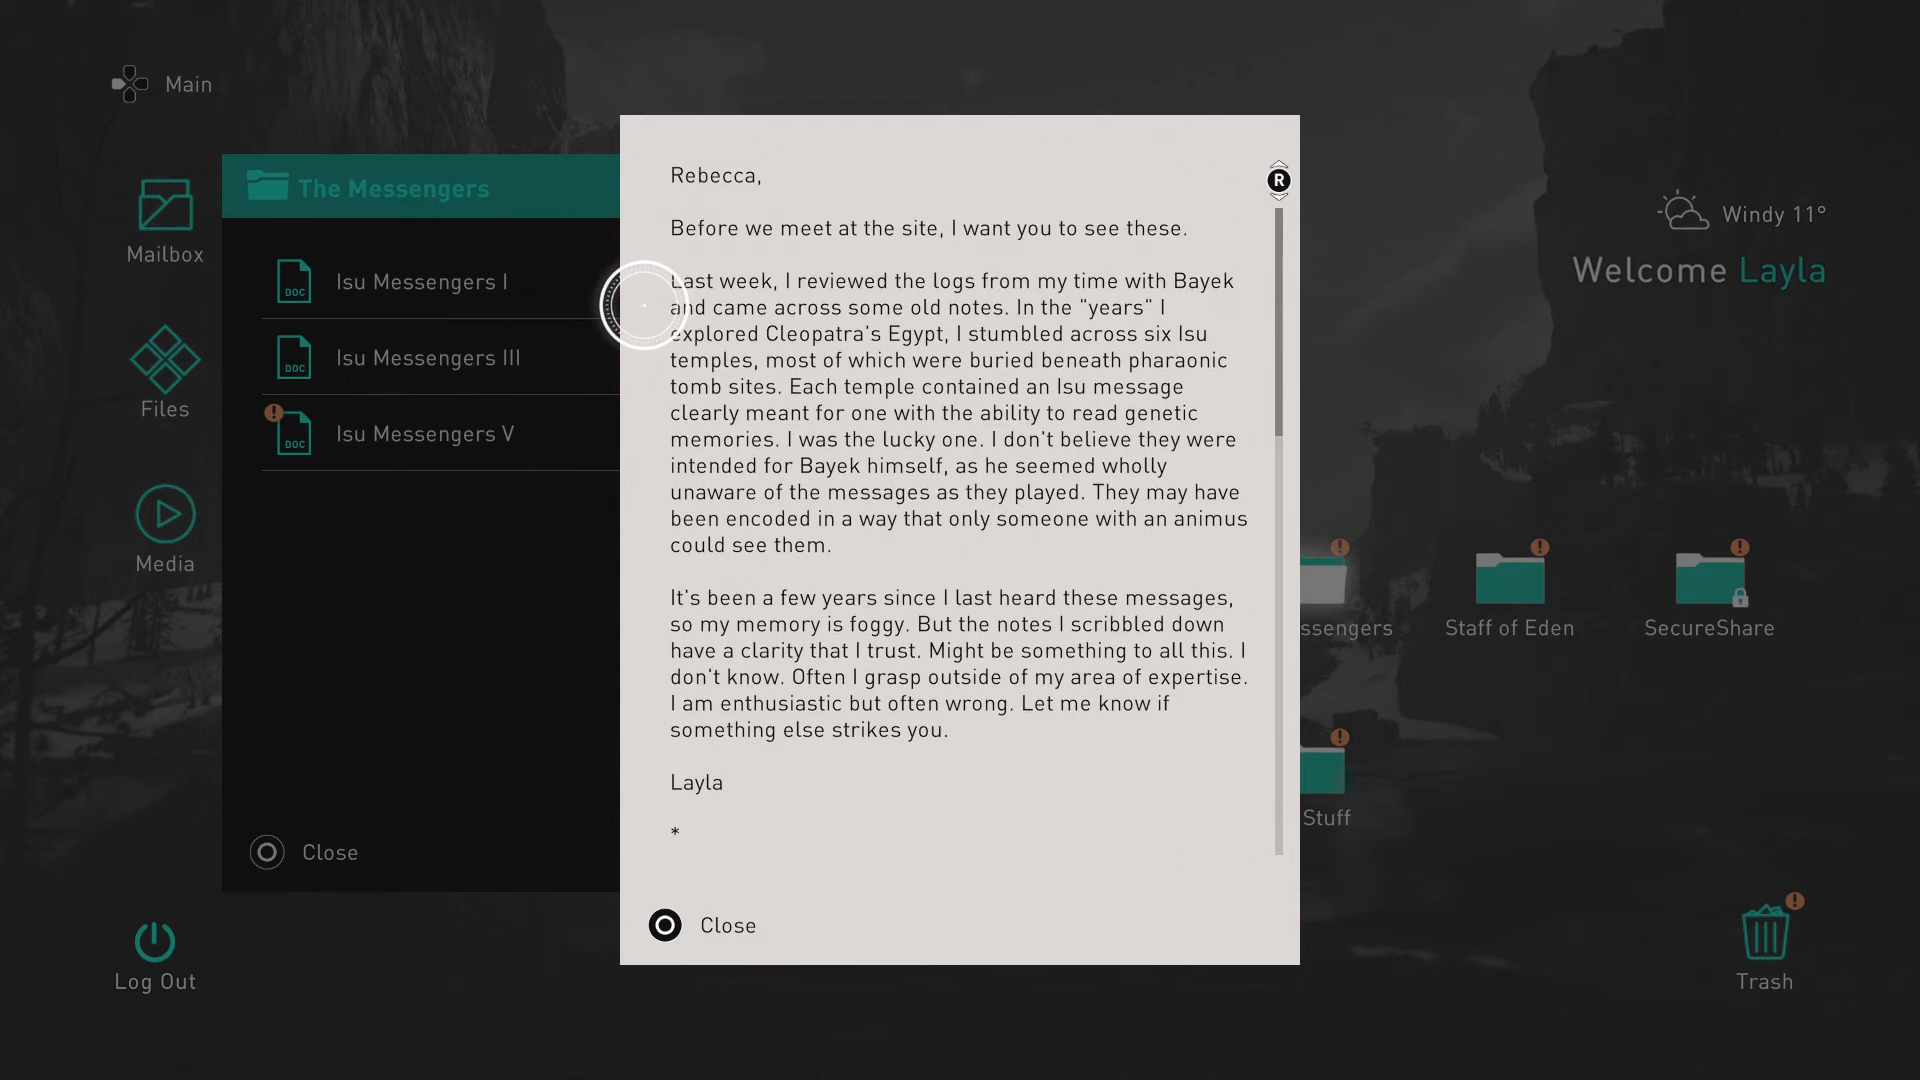 Main
Mailbox
Files
Media
Log Out
The Messengers
DOC
Isu Messengers I
DOC
Isu Messengers III
DOC
Isu Messengers V
Close
Rebecca,
Before we meet at the site, I want you to see these.
Last week, I reviewed the logs from my time with Bayek
and came across some old notes. In the "years" I
explored Cleopatra's Egypt, I stumbled across six Isu
temples, most of which were buried beneath pharaonic
tomb sites. Each temple contained an Isu message
clearly meant for one with the ability to read genetic
memories. I was the lucky one. I don't believe they were
intended for Bayek himself, as he seemed wholly
unaware of the messages as they played. They may have
been encoded in a way that only someone with an animus
could see them.
It's been a few years since I last heard these messages,
so my memory is foggy. But the notes I scribbled down
have a clarity that I trust. Might be something to all this. I
don't know. Often I grasp outside of my area of expertise.
I am enthusiastic but often wrong. Let me know if
something else strikes you.
Layla
*
Close
R
Windy 11°
Welcome Layla
ssengers
Staff of Eden
SecureShare
Stuff
Trash